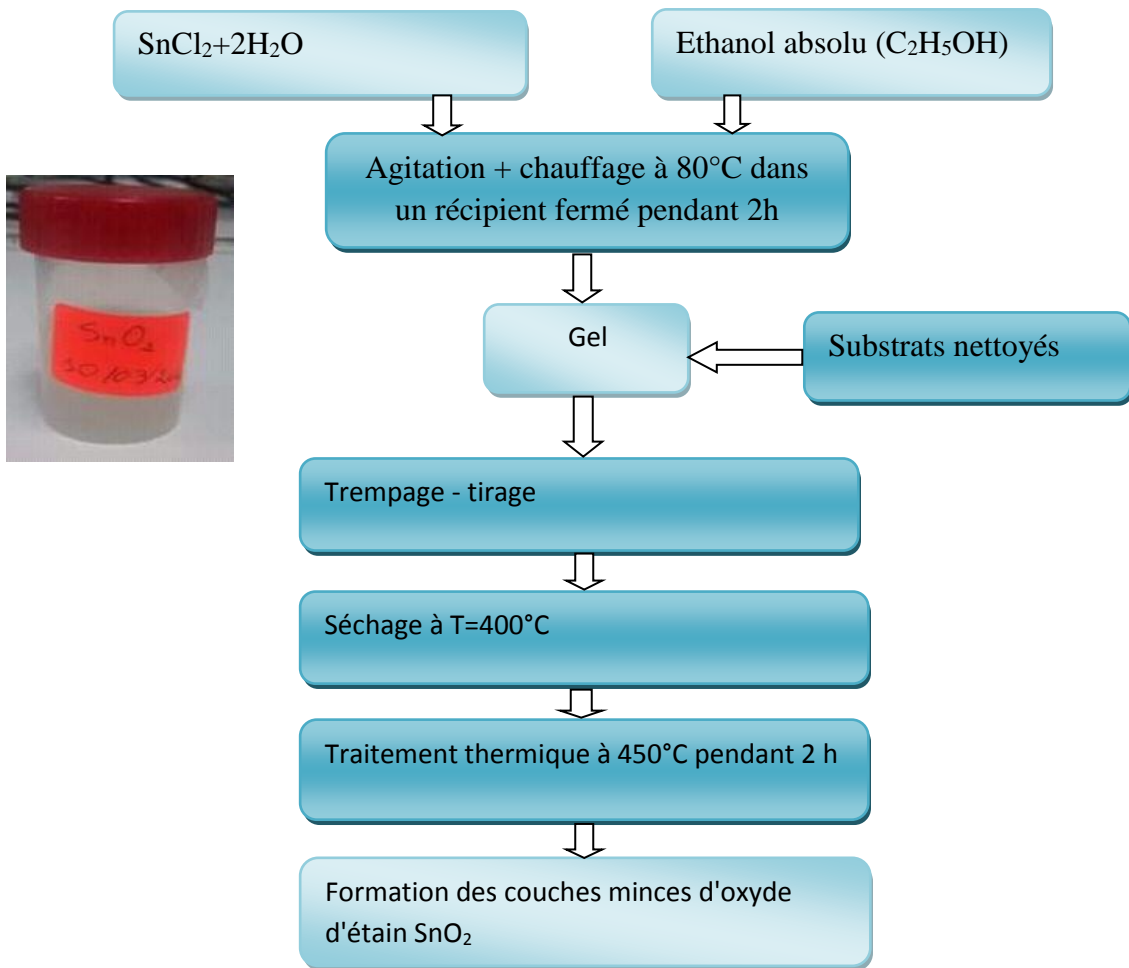 SnCl₂+2H₂O
Ethanol absolu (C₂H₅OH)
Agitation + chauffage à 80°C dans
un récipient fermé pendant 2h
SnO₂
Gel
Substrats nettoyés
Trempage - tirage
Séchage à T=400°C
Traitement thermique à 450°C pendant 2 h
Formation des couches minces d'oxyde
d'étain SnO₂